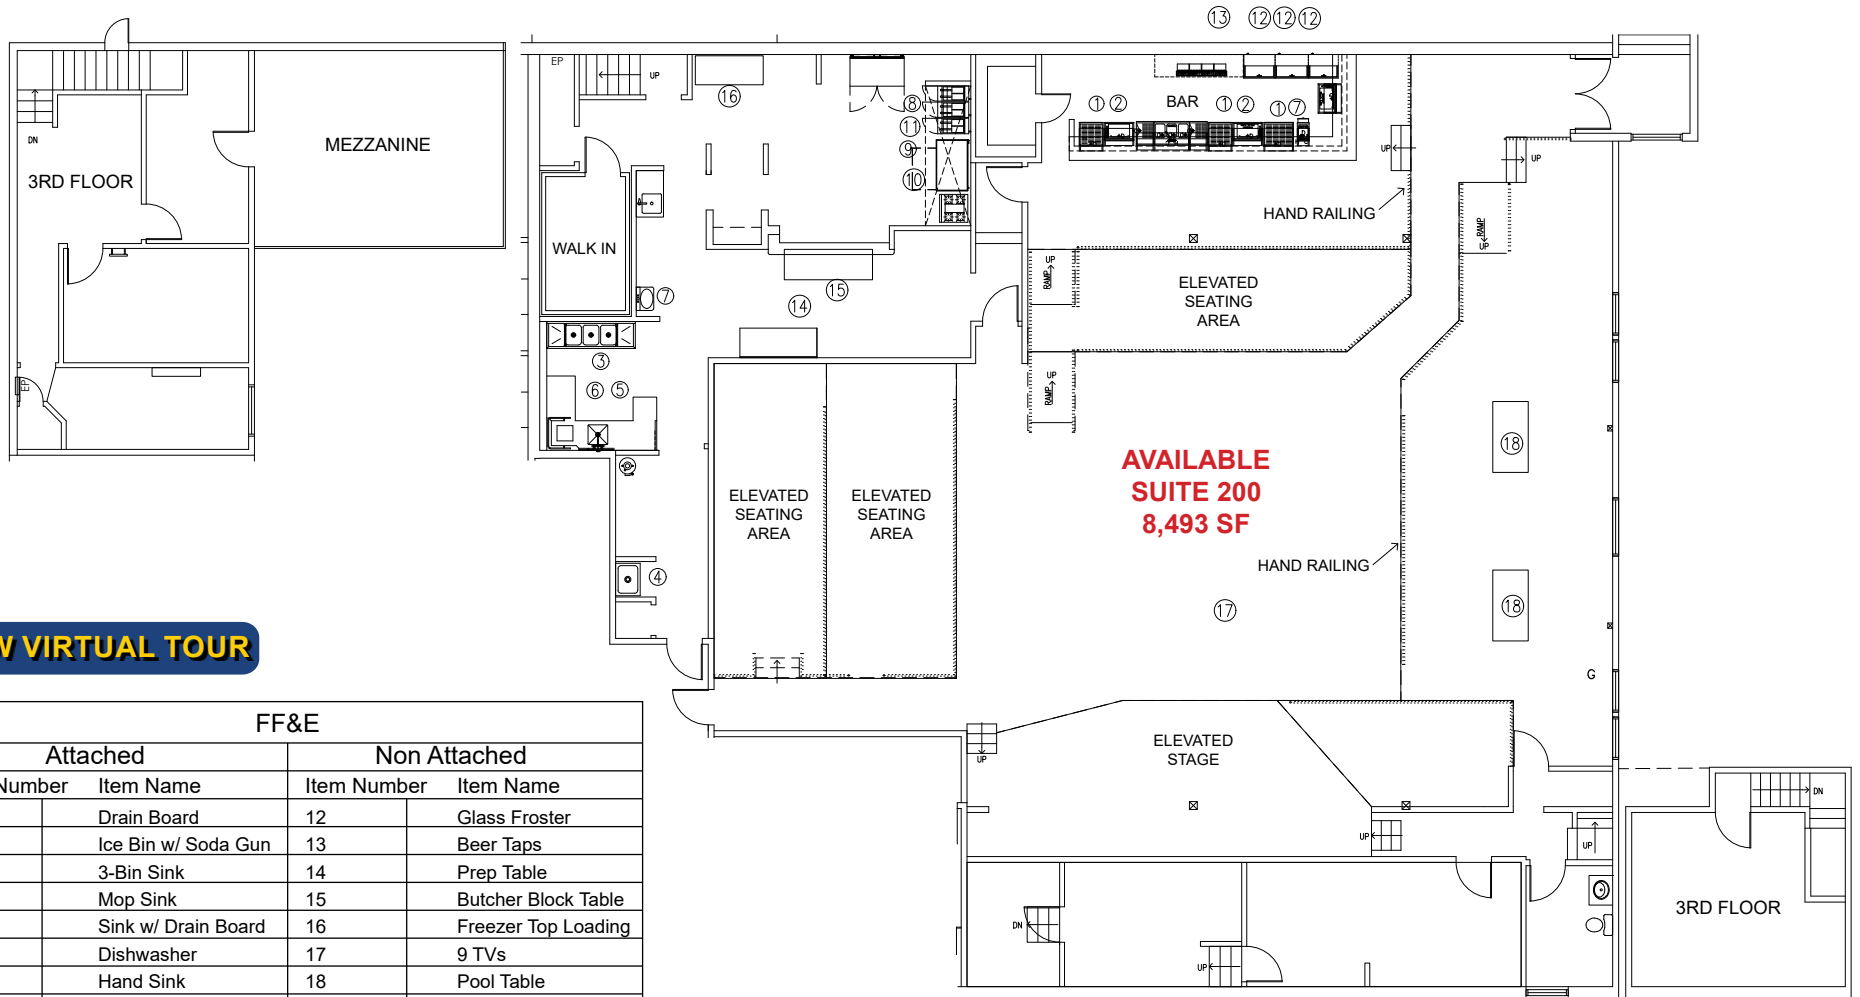 13 12 12 12
EP
UP
16
8
11
9
10
BAR
1 2 1 2 1 7
UP
UP
DN
3RD FLOOR
MEZZANINE
HAND RAILING
RAMP
UP
WALK IN
7
15
14
UP
RAMP
ELEVATED
SEATING
AREA
3
6 5
EP
UP
RAMP
AVAILABLE
SUITE 200
8,493 SF
18
ELEVATED
SEATING
AREA
ELEVATED
SEATING
AREA
HAND RAILING
4
17
18
G
W VIRTUAL TOUR
FF&E
Attached Non Attached
Number Item Name Item Number Item Name
Drain Board 12 Glass Froster
Ice Bin w/ Soda Gun 13 Beer Taps
3-Bin Sink 14 Prep Table
Mop Sink 15 Butcher Block Table
Sink w/ Drain Board 16 Freezer Top Loading
Dishwasher 17 9 TVs
Hand Sink 18 Pool Table
UP
ELEVATED
STAGE
UP
UP
DN
DN
UP
3RD FLOOR